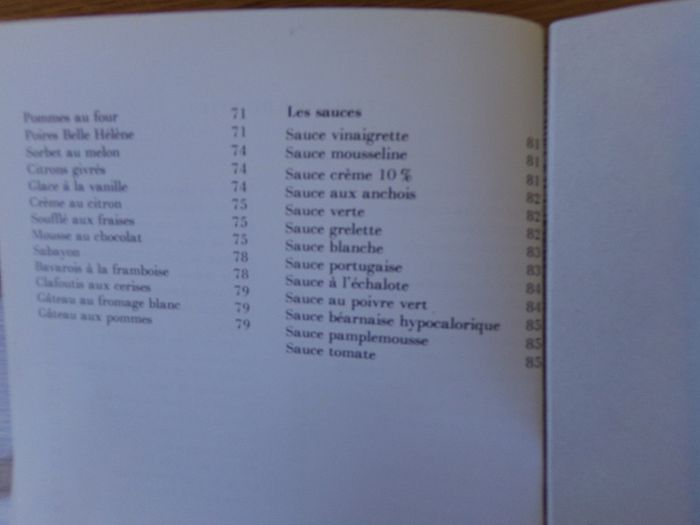 Pommes au four 71
Poires Belle Hélène 71
Sorbet au melon 74
Citrons givrés 74
Glace à la vanille 74
Crème au citron 75
Soufflé aux fraises 75
Mousse au chocolat 75
Sabayon 78
Bavarois à la framboise 78
Clafoutis aux cerises 79
Gâteau au fromage blanc 79
Gâteau aux pommes 79
Les sauces
Sauce vinaigrette 81
Sauce mousseline 81
Sauce crème 10 % 81
Sauce aux anchois 82
Sauce verte 82
Sauce grelette 82
Sauce blanche 83
Sauce portugaise 83
Sauce à l'échalote 84
Sauce au poivre vert 84
Sauce béarnaise hypocalorique 85
Sauce pamplemousse 85
Sauce tomate 85